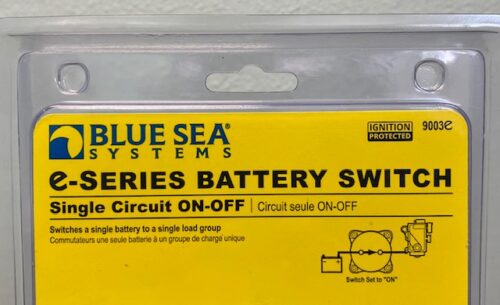 BLUE SEA®
SYSTEMS
IGNITION
PROTECTED
9003e
e-SERIES BATTERY SWITCH
Single Circuit ON-OFF | Circuit seule ON-OFF
Switches a single battery to a single load group
Commutateurs une seule batterie à un groupe de charge unique
Switch Set to "ON"